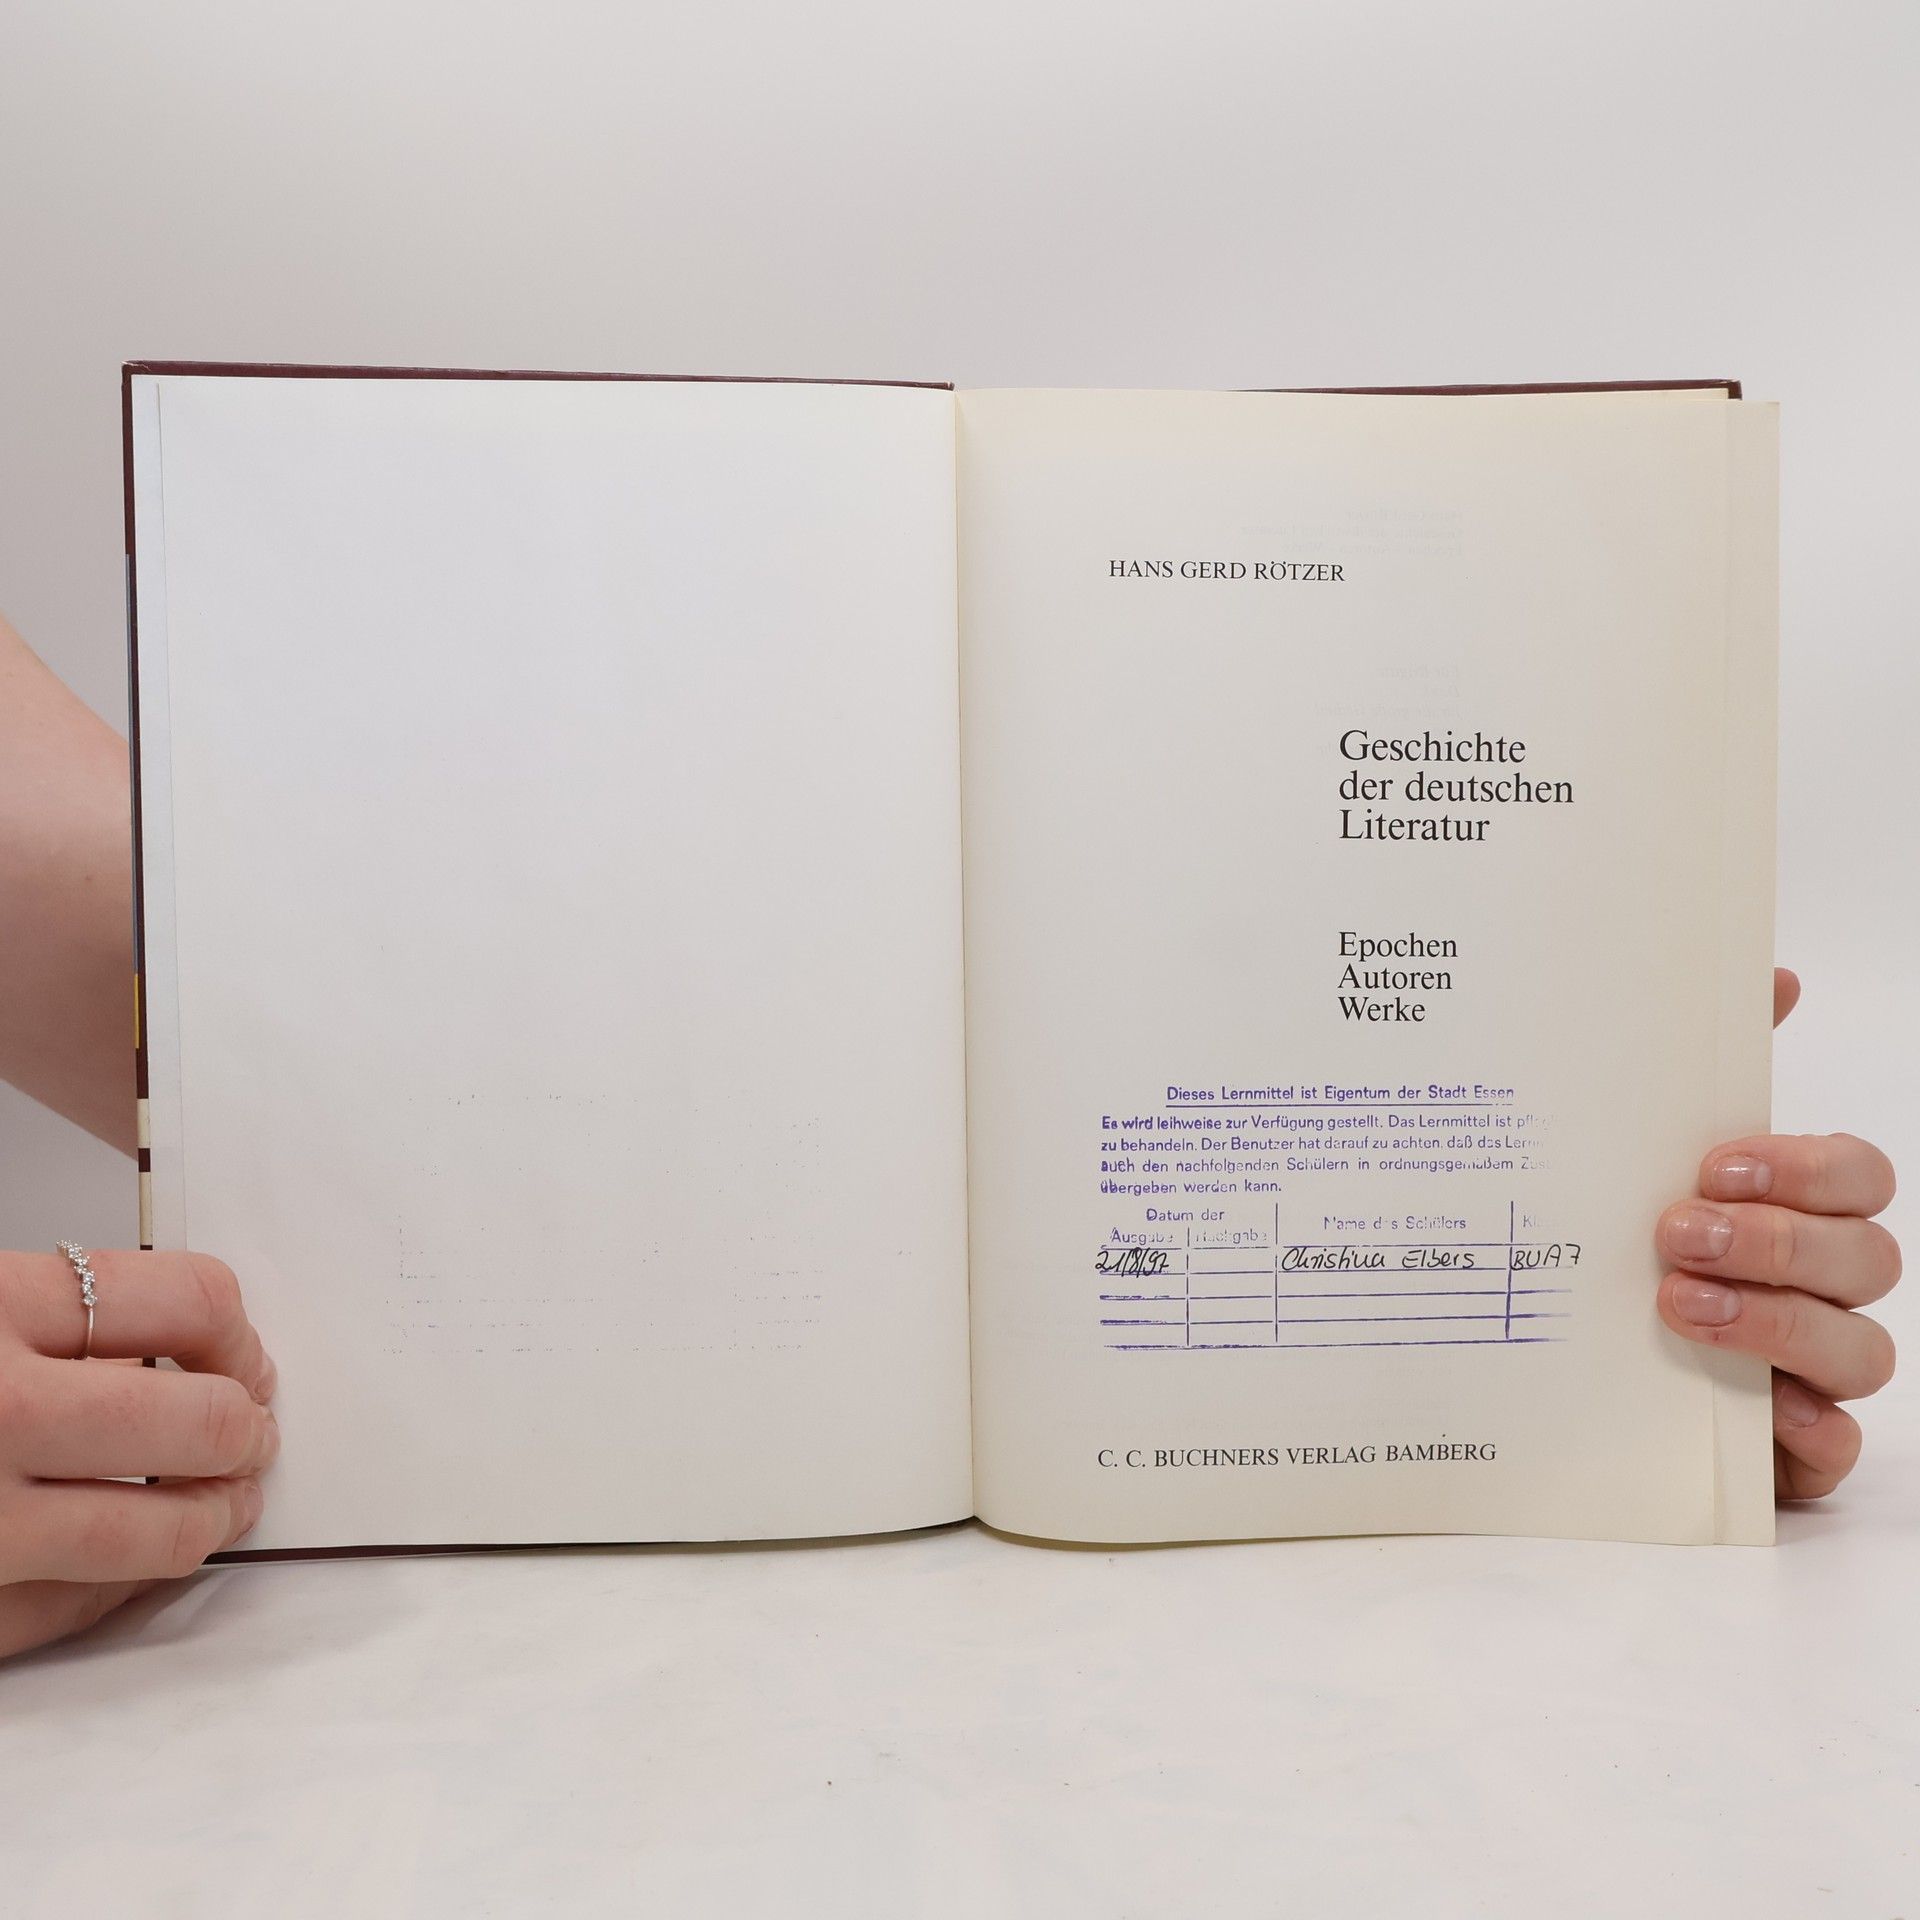 HANS GERD RÖTZER
Geschichte
der deutschen
Literatur
Epochen
Autoren
Werke
Dieses Lernmittel ist Eigentum der Stadt Essen
Es wird leihweise zur Verfügung gestellt. Das Lernmittel ist
zu behandeln. Der Benutzer hat darauf zu achten, daß das
auch den nachfolgenden Schülern in ordnungsgemäßem
übergeben werden kann.
Datum der
Ausgabe Rückgabe Name des Schülers
21/8/97 Christina Elbers BUA7
C. C. BUCHNERS VERLAG BAMBERG